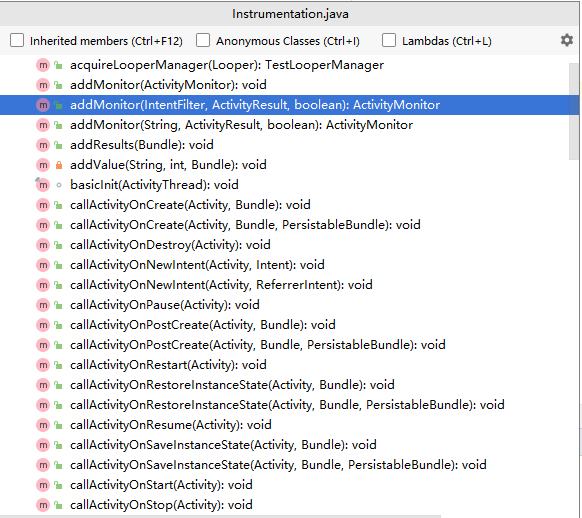 Instrumentation.java
Inherited members (Ctrl+F12) Anonymous Classes (Ctrl+I) Lambdas (Ctrl+L)
m acquireLooperManager(Looper): TestLooperManager
m addMonitor(ActivityMonitor): void
m addMonitor(IntentFilter, ActivityResult, boolean): ActivityMonitor
m addMonitor(String, ActivityResult, boolean): ActivityMonitor
m addResults(Bundle): void
m addValue(String, int, Bundle): void
m basicInit(ActivityThread): void
m callActivityOnCreate(Activity, Bundle): void
m callActivityOnCreate(Activity, Bundle, PersistableBundle): void
m callActivityOnDestroy(Activity): void
m callActivityOnNewIntent(Activity, Intent): void
m callActivityOnNewIntent(Activity, ReferrerIntent): void
m callActivityOnPause(Activity): void
m callActivityOnPostCreate(Activity, Bundle): void
m callActivityOnPostCreate(Activity, Bundle, PersistableBundle): void
m callActivityOnRestart(Activity): void
m callActivityOnRestoreInstanceState(Activity, Bundle): void
m callActivityOnRestoreInstanceState(Activity, Bundle, PersistableBundle): void
m callActivityOnResume(Activity): void
m callActivityOnSaveInstanceState(Activity, Bundle): void
m callActivityOnSaveInstanceState(Activity, Bundle, PersistableBundle): void
m callActivityOnStart(Activity): void
m callActivityOnStop(Activity): void